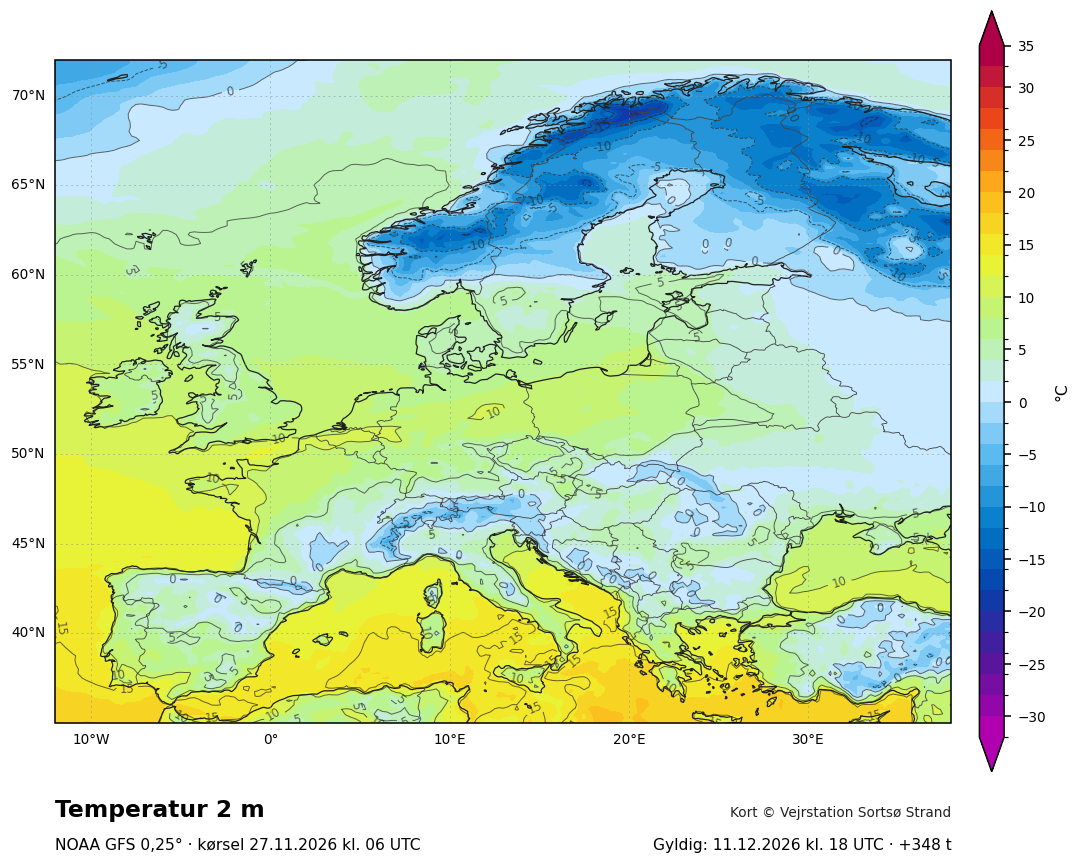 70°N
65°N
60°N
55°N
50°N
45°N
40°N
10°W
0°
10°E
20°E
30°E
35
30
25
20
15
10
5
0
−5
−10
−15
−20
−25
−30
°C
Temperatur 2 m
Kort © Vejrstation Sortsø Strand
NOAA GFS 0,25° · kørsel 27.11.2026 kl. 06 UTC
Gyldig: 11.12.2026 kl. 18 UTC · +348 t